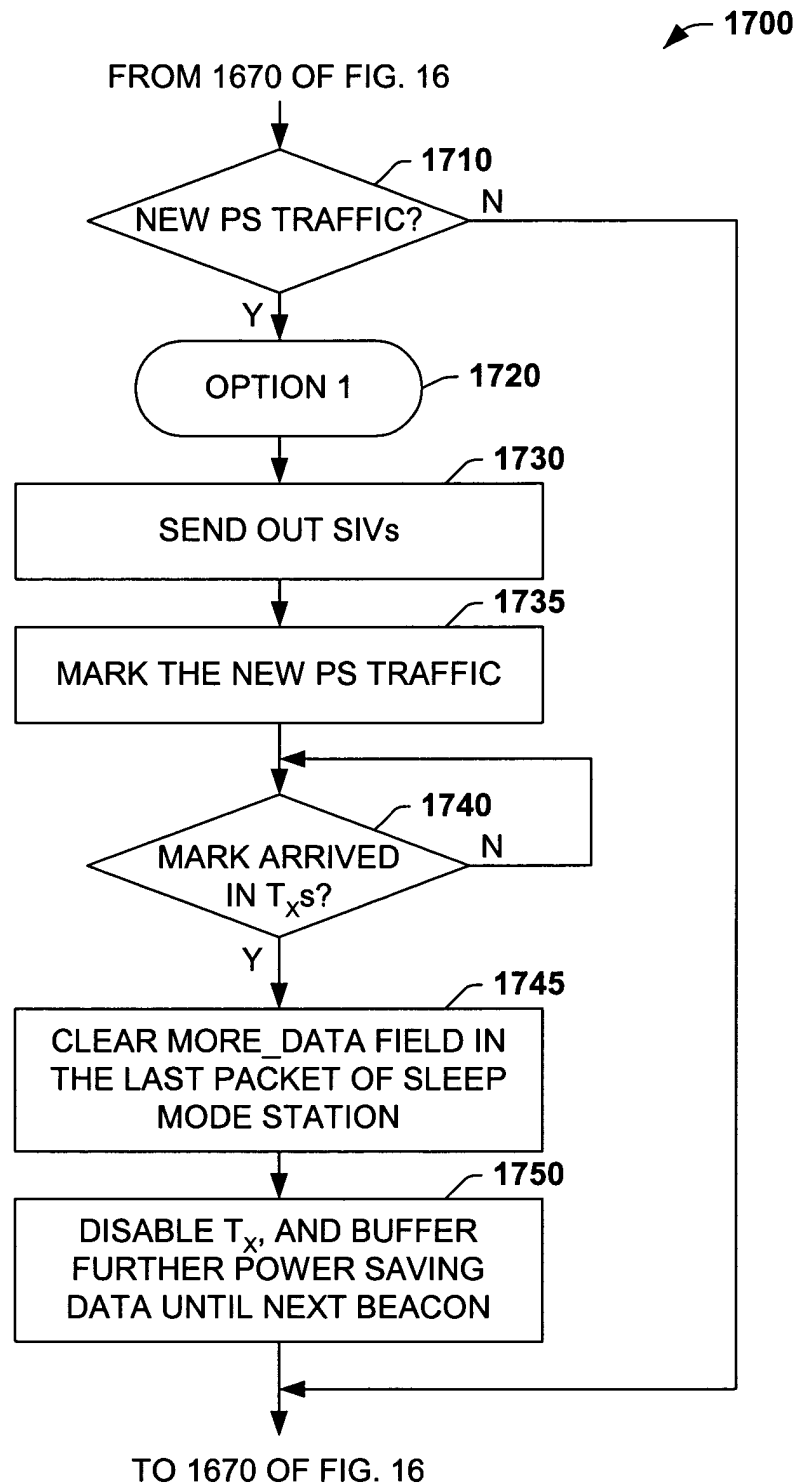 1700
FROM 1670 OF FIG. 16
1710
NEW PS TRAFFIC?
N
Y
OPTION 1
1720
1730
SEND OUT SIVs
1735
MARK THE NEW PS TRAFFIC
1740
MARK ARRIVED
IN TXs?
N
Y
1745
CLEAR MORE_DATA FIELD IN
THE LAST PACKET OF SLEEP
MODE STATION
1750
DISABLE TX, AND BUFFER
FURTHER POWER SAVING
DATA UNTIL NEXT BEACON
TO 1670 OF FIG. 16